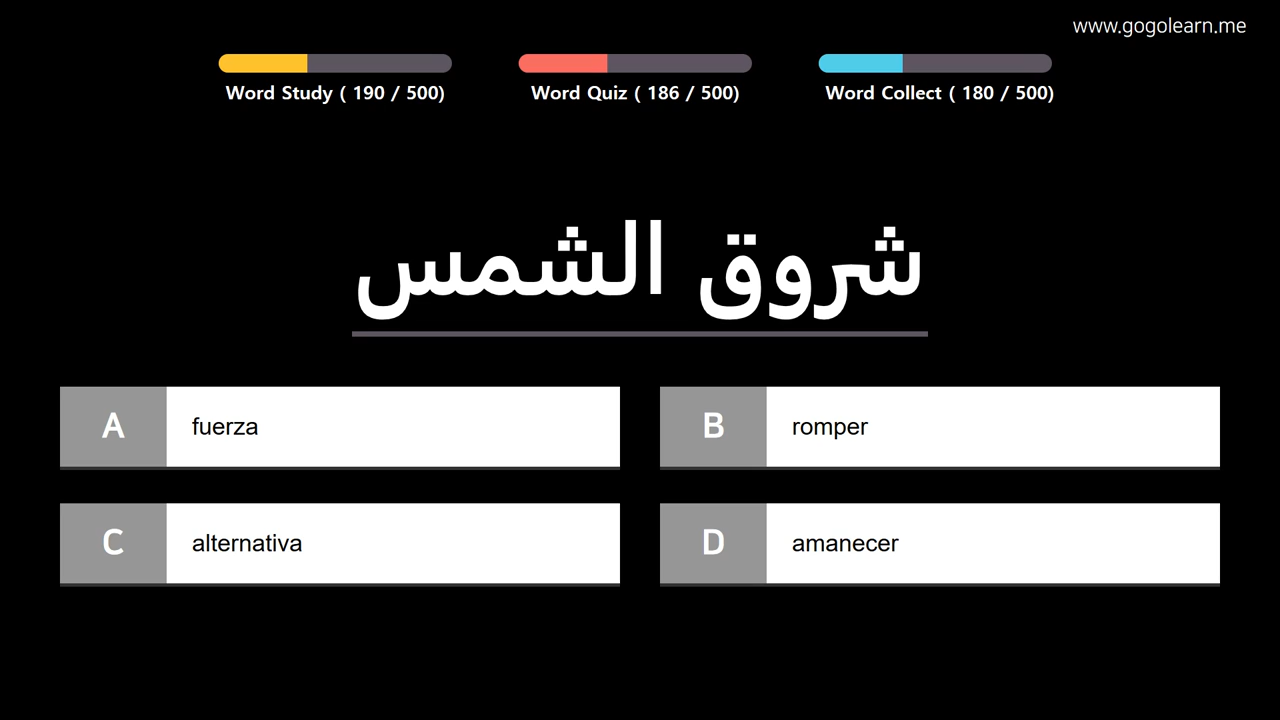 www.gogolearn.me
Word Study ( 190 / 500)
Word Quiz ( 186 / 500)
Word Collect ( 180 / 500)
شروق الشمس
A fuerza
B romper
C alternativa
D amanecer